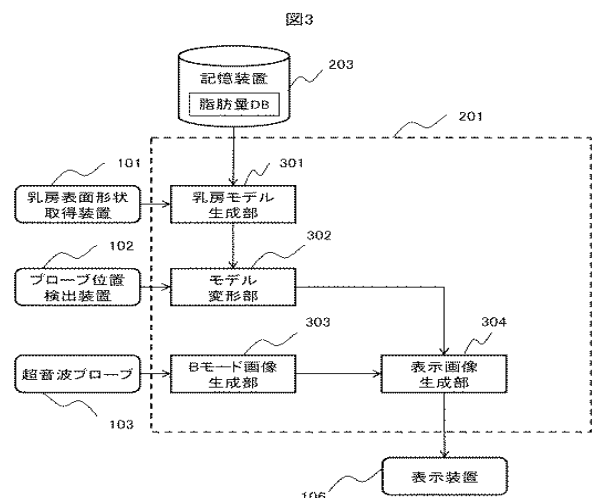 図3
記憶装置
脂肪量DB
203
201
101
301
乳房表面形状
取得装置
乳房モデル
生成部
102
302
プローブ位置
検出装置
モデル
変形部
303
304
超音波プローブ
Bモード画像
生成部
表示画像
生成部
103
表示装置
106